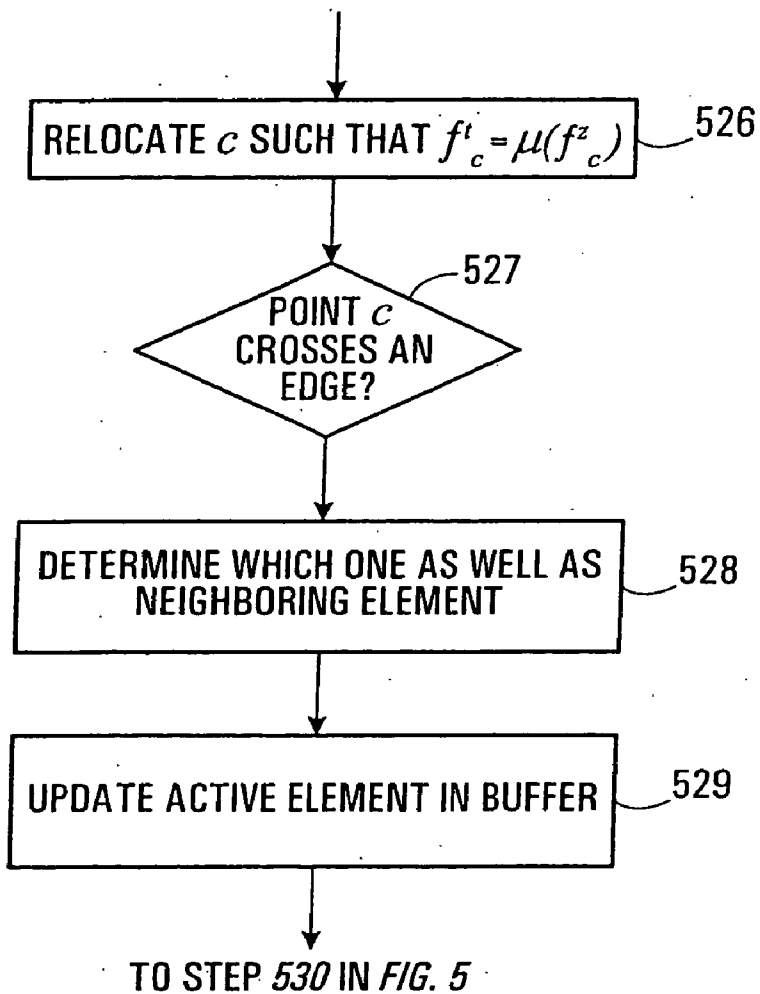 RELOCATE c SUCH THAT f^t_c = μ(f^z_c)
526
527
POINT c
CROSSES AN
EDGE?
DETERMINE WHICH ONE AS WELL AS
NEIGHBORING ELEMENT
528
UPDATE ACTIVE ELEMENT IN BUFFER
529
TO STEP 530 IN FIG. 5